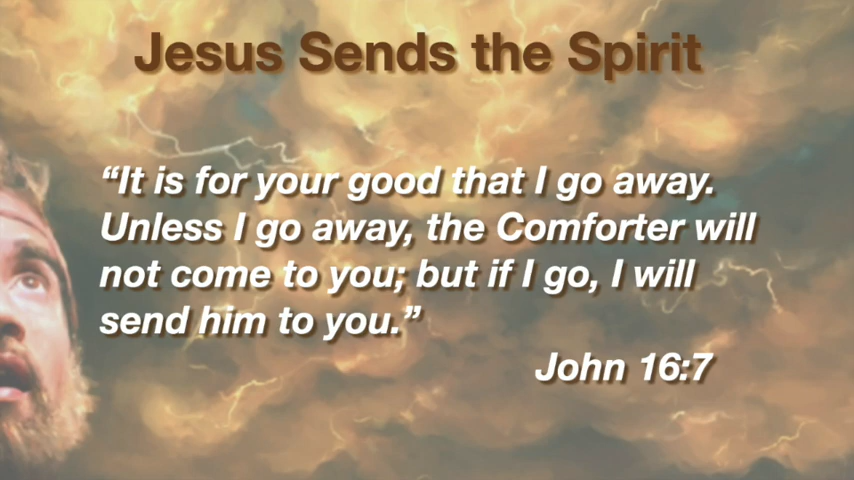 Jesus Sends the Spirit
“It is for your good that I go away.
Unless I go away, the Comforter will
not come to you; but if I go, I will
send him to you.”
John 16:7